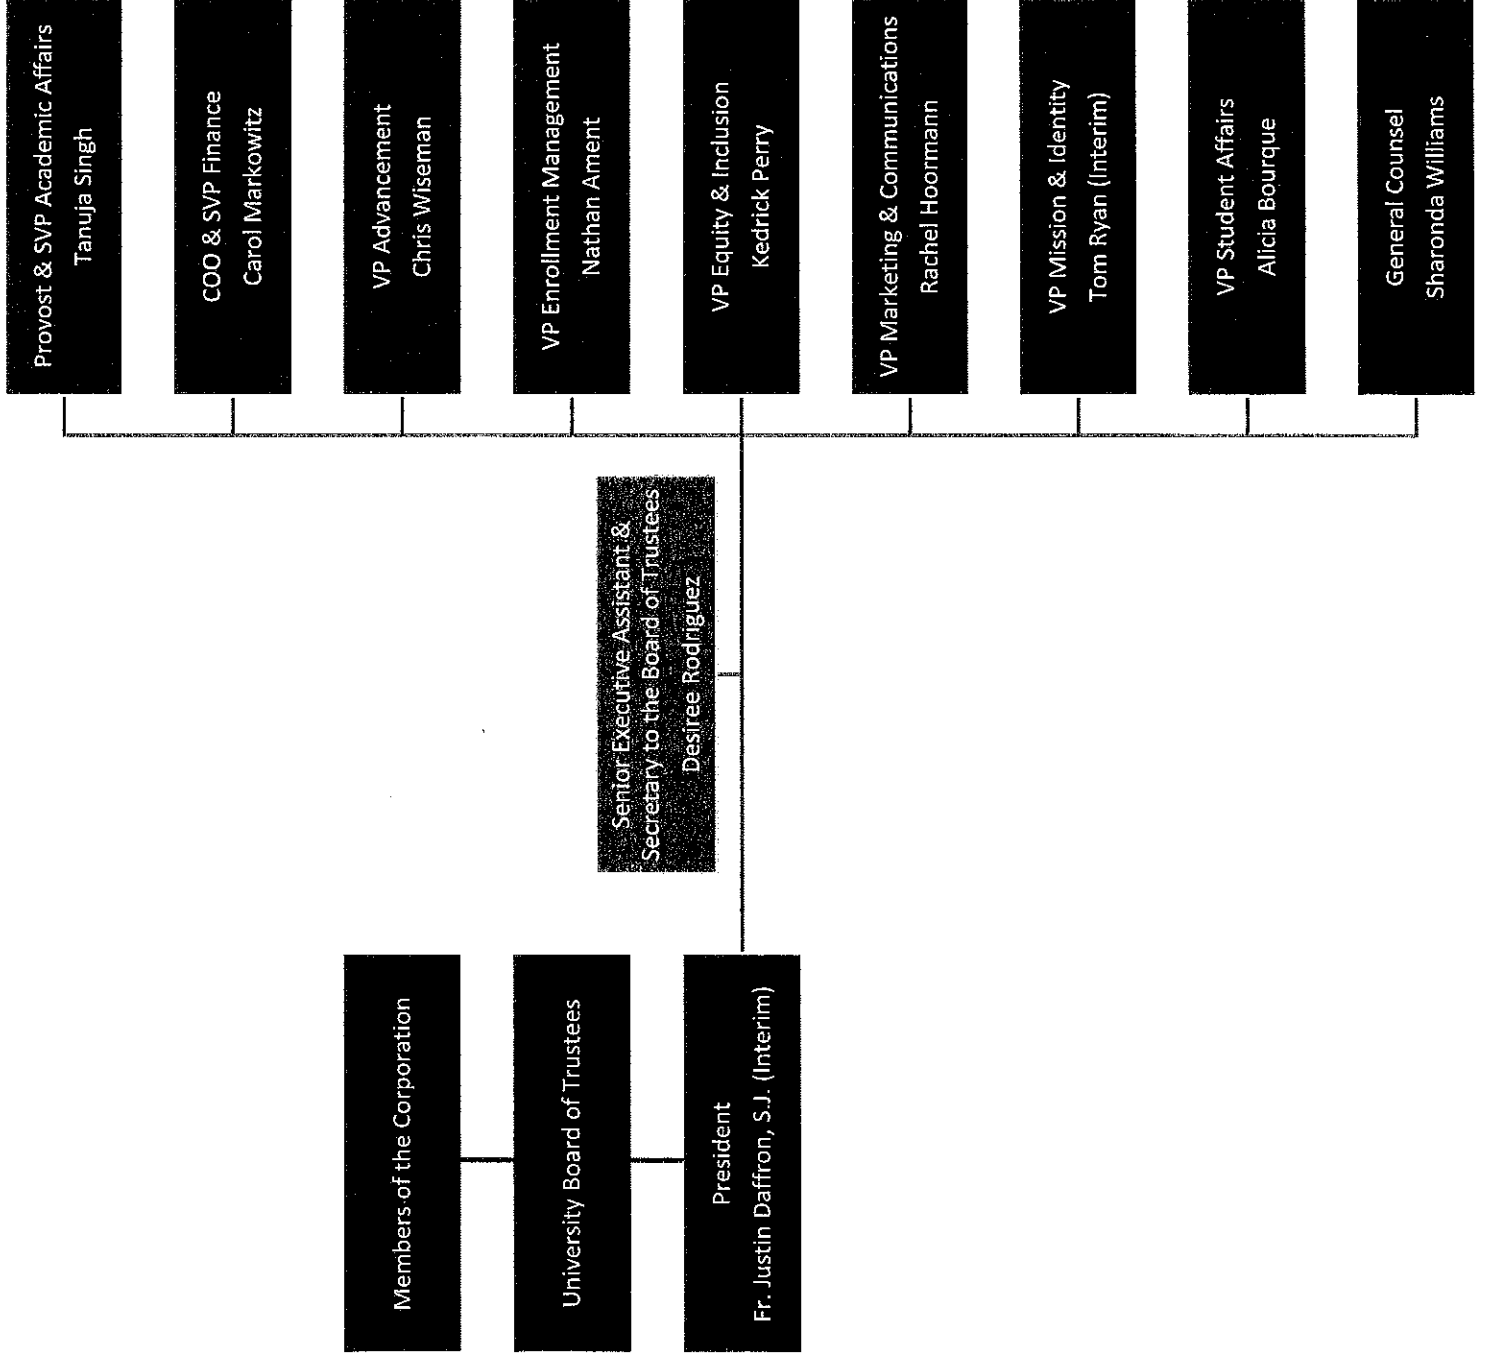 Members of the Corporation
University Board of Trustees
President
Fr. Justin Daffron, S.J. (Interim)
Senior Executive Assistant &
Secretary to the Board of Trustees
Desiree Rodriguez
Provost & SVP Academic Affairs
Tanuja Singh
COO & SVP Finance
Carol Markowitz
VP Advancement
Chris Wiseman
VP Enrollment Management
Nathan Ament
VP Equity & Inclusion
Kedrick Perry
VP Marketing & Communications
Rachel Hoormann
VP Mission & Identity
Tom Ryan (Interim)
VP Student Affairs
Alicia Bourque
General Counsel
Sharonda Williams